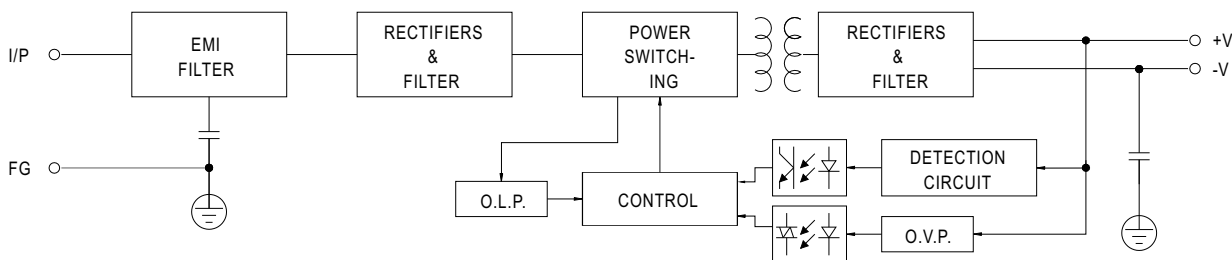 I/P
EMI
FILTER
RECTIFIERS
&
FILTER
POWER
SWITCH-
ING
RECTIFIERS
&
FILTER
+V
-V
FG
O.L.P.
CONTROL
DETECTION
CIRCUIT
O.V.P.